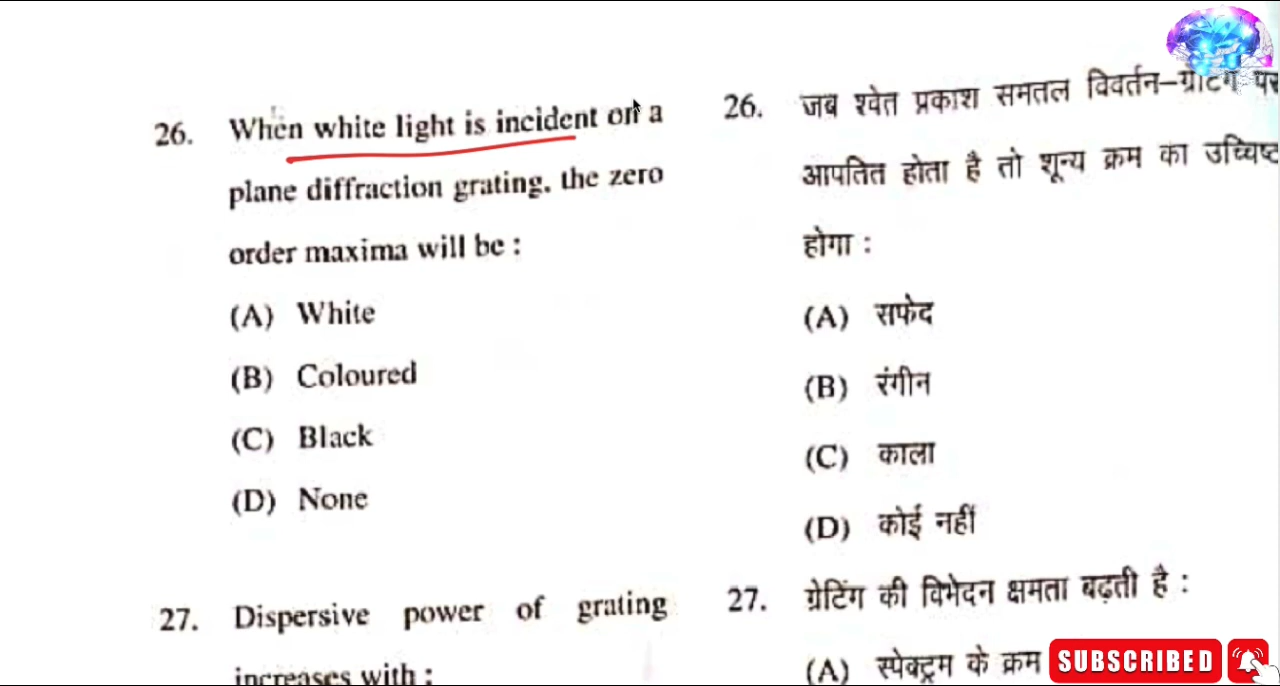 26. When white light is incident on a
plane diffraction grating, the zero
order maxima will be :
(A) White
(B) Coloured
(C) Black
(D) None
27. Dispersive power of grating
increases with :
26. जब श्वेत प्रकाश समतल विवर्तन–ग्रेटिंग पर
आपतित होता है तो शून्य क्रम का उच्चिष्ट
होगा :
(A) सफेद
(B) रंगीन
(C) काला
(D) कोई नहीं
27. ग्रेटिंग की विभेदन क्षमता बढ़ती है :
(A) स्पेक्ट्रम के क्रम
SUBSCRIBED